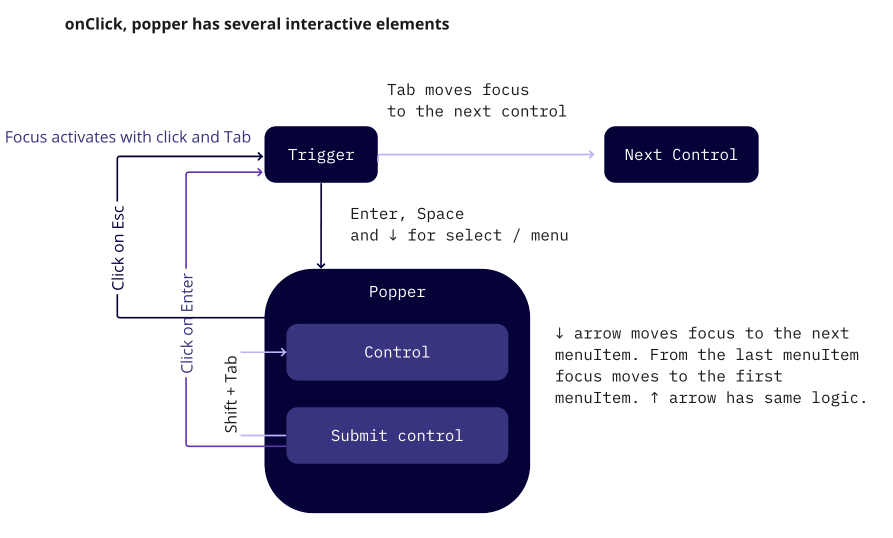 onClick, popper has several interactive elements
Tab moves focus
to the next control
Focus activates with click and Tab
Trigger
Next Control
Click on Esc
Enter, Space
and ↓ for select / menu
Click on Enter
Popper
Control
↓ arrow moves focus to the next
menuItem. From the last menuItem
focus moves to the first
menuItem. ↑ arrow has same logic.
Shift + Tab
Submit control